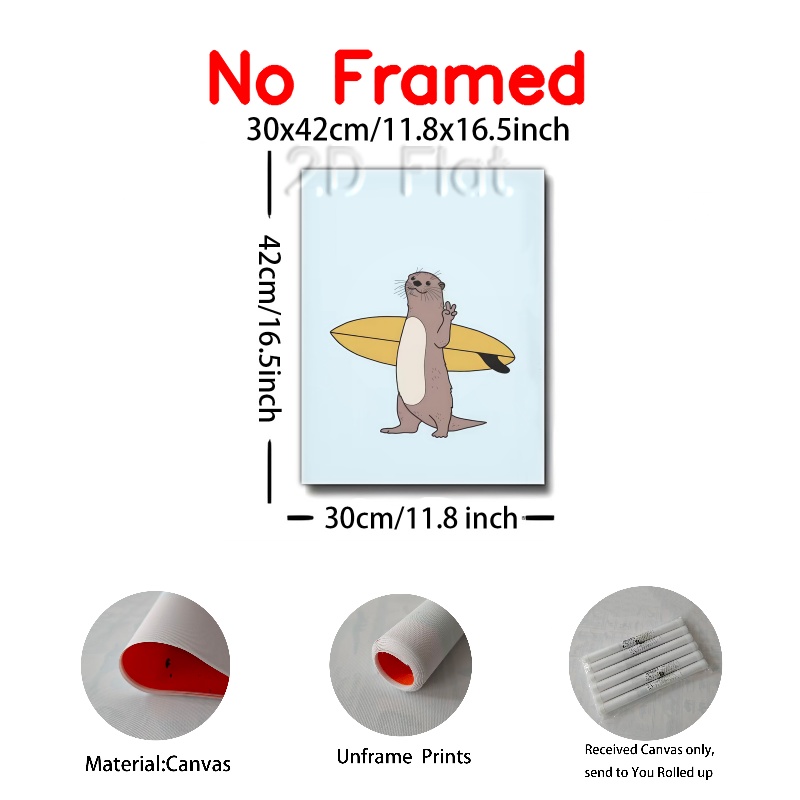 No Framed
30x42cm/11.8x16.5inch
2D Flat
42cm/16.5inch
30cm/11.8 inch
Material:Canvas
Unframe Prints
Received Canvas only,
send to You Rolled up